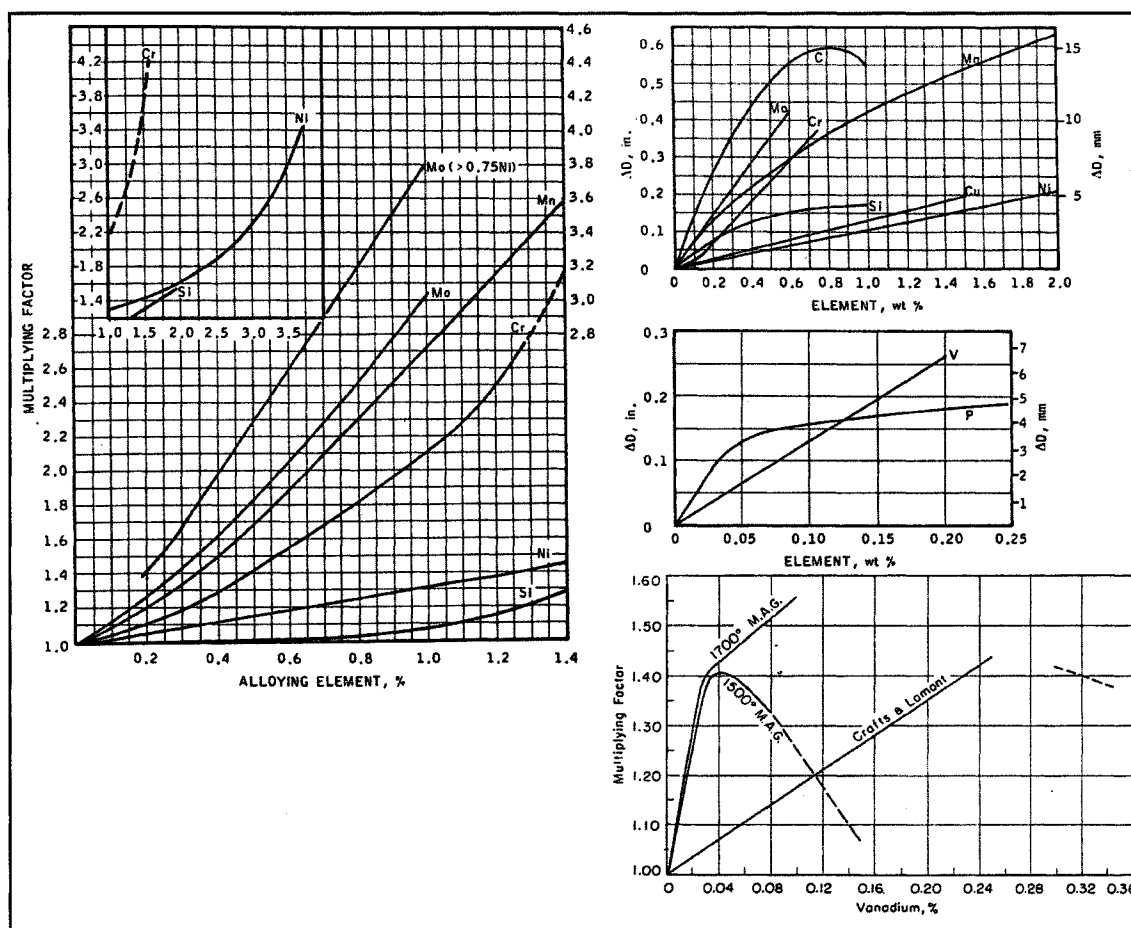 MULTIPLYING FACTOR
4.2
3.8
3.4
3.0
2.6
2.2
1.8
1.4
Cr
Ni
Si
1.0 1.5 2.0 2.5 3.0 3.5
4.6
4.4
4.2
4.0
3.8
3.6
3.4
3.2
3.0
2.8
Mo (>0.75Ni)
Mn
Mo
Cr
Ni
Si
2.8
2.6
2.4
2.2
2.0
1.8
1.6
1.4
1.2
1.0
0.2 0.4 0.6 0.8 1.0 1.2 1.4
ALLOYING ELEMENT, %
ΔD, in.
0.6
0.5
0.4
0.3
0.2
0.1
0
C
Mn
Mo
Cr
Cu
Ni
Si
15
10
5
ΔD, mm
0 0.2 0.4 0.6 0.8 1.0 1.2 1.4 1.6 1.8 2.0
ELEMENT, wt %
ΔD, in.
0.3
0.2
0.1
0
V
P
7
6
5
4
3
2
1
ΔD, mm
0 0.05 0.10 0.15 0.20 0.25
ELEMENT, wt %
Multiplying Factor
1.60
1.50
1.40
1.30
1.20
1.10
1.00
1700° M.A.G.
1500° M.A.G.
Crafts & Lamont
0 0.04 0.08 0.12 0.16 0.20 0.24 0.28 0.32 0.36
Vanadium, %